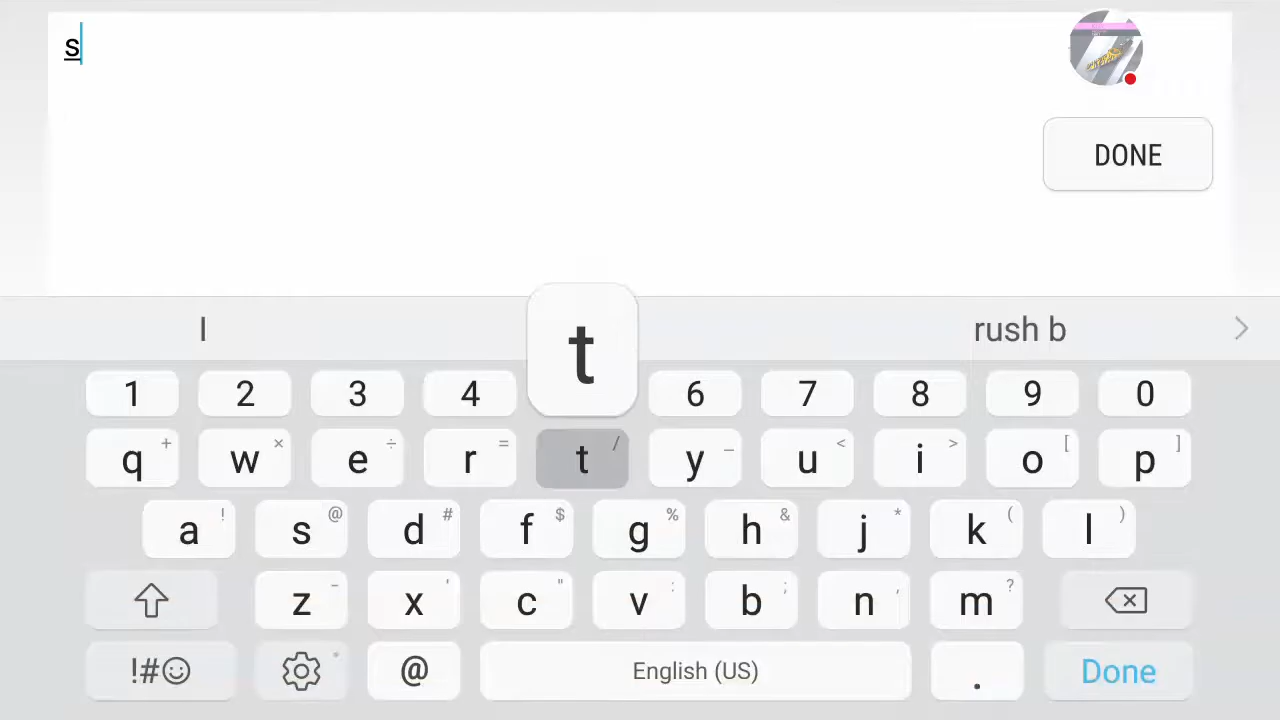 s
DONE
I
rush b
t
1 2 3 4 6 7 8 9 0
q + w × e ÷ r = t / y _ u < i > o [ p ]
a ! s @ d # f $ g % h & j * k ( l )
z - x ' c " v : b ; n , m ?
!#☺ @ English (US) . Done